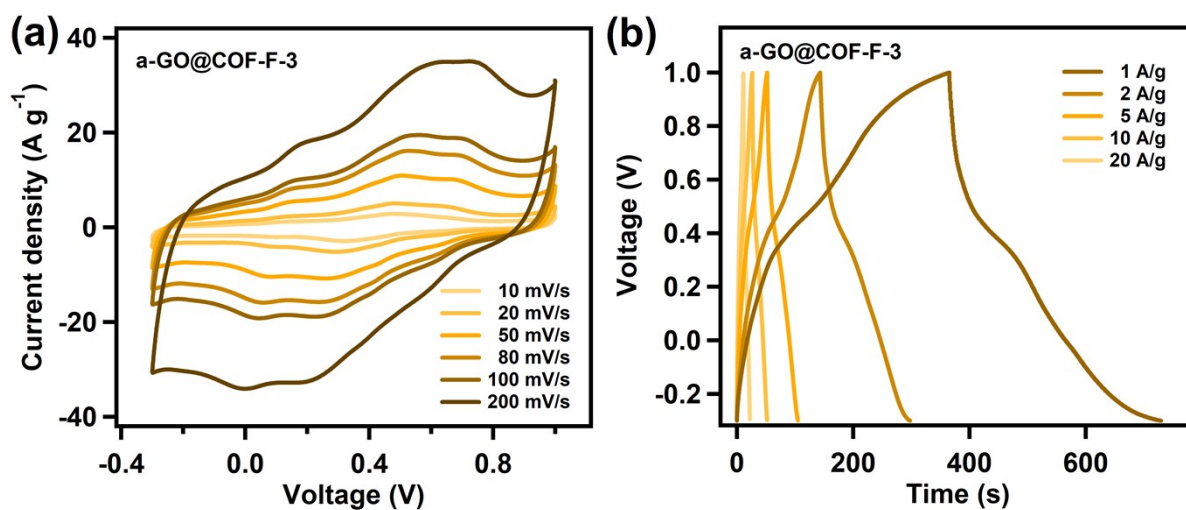 (a)
a-GO@COF-F-3
Current density (A g⁻¹)
40
20
0
-20
-40
10 mV/s
20 mV/s
50 mV/s
80 mV/s
100 mV/s
200 mV/s
-0.4
0.0
0.4
0.8
Voltage (V)
(b)
a-GO@COF-F-3
Voltage (V)
1.0
0.8
0.6
0.4
0.2
0.0
-0.2
1 A/g
2 A/g
5 A/g
10 A/g
20 A/g
0
200
400
600
Time (s)